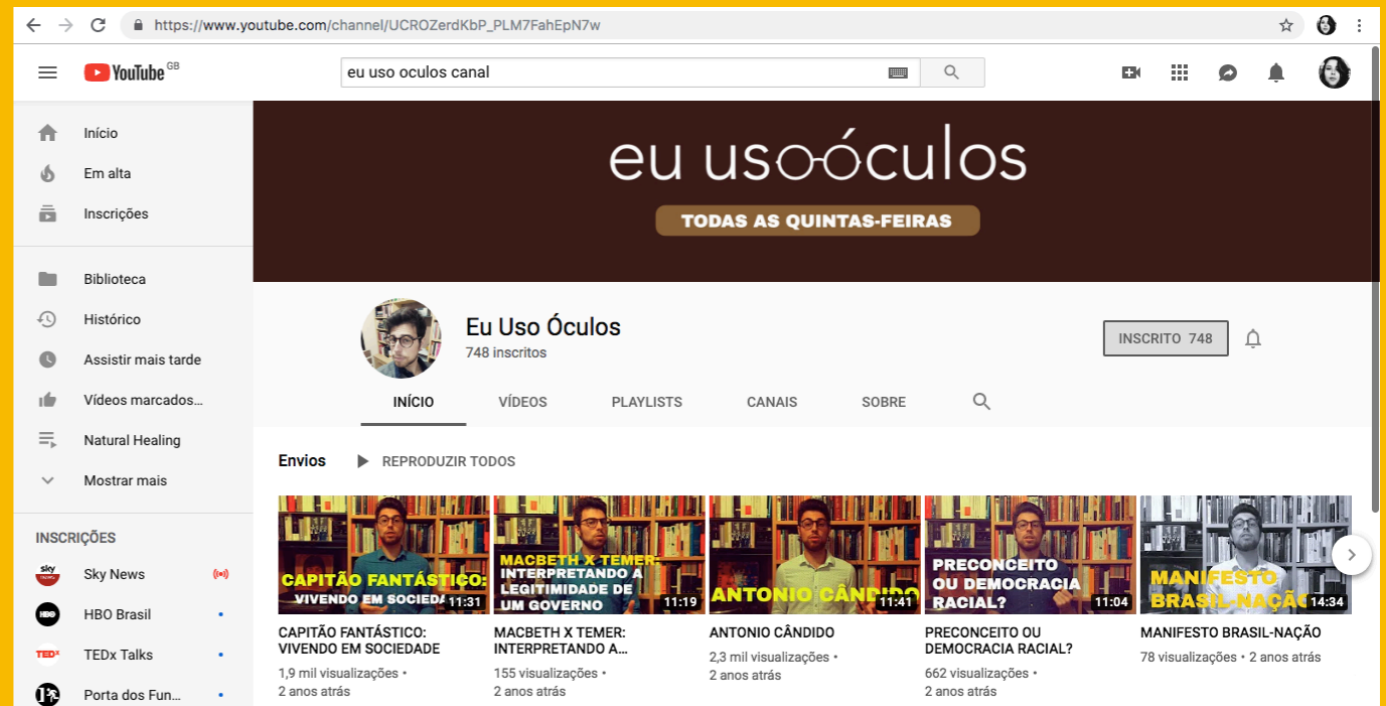 https://www.youtube.com/channel/UCROZerdKbP_PLM7FahEpN7w
YouTube GB
eu uso oculos canal
Início
Em alta
Inscrições
Biblioteca
Histórico
Assistir mais tarde
Vídeos marcados...
Natural Healing
Mostrar mais
INSCRIÇÕES
sky news
Sky News
HBO
HBO Brasil
TEDx
TEDx Talks
Porta dos Fun...
eu uso óculos
TODAS AS QUINTAS-FEIRAS
Eu Uso Óculos
748 inscritos
INSCRITO 748
INÍCIO VÍDEOS PLAYLISTS CANAIS SOBRE
Envios REPRODUZIR TODOS
CAPITÃO FANTÁSTICO:
VIVENDO EM SOCIEDA
11:31
CAPITÃO FANTÁSTICO:
VIVENDO EM SOCIEDADE
1,9 mil visualizações •
2 anos atrás
MACBETH X TEMER:
INTERPRETANDO A
LEGITIMIDADE DE
UM GOVERNO
11:19
MACBETH X TEMER:
INTERPRETANDO A...
155 visualizações •
2 anos atrás
ANTONIO CÂNDIDO
11:41
ANTONIO CÂNDIDO
2,3 mil visualizações •
2 anos atrás
PRECONCEITO
OU DEMOCRACIA
RACIAL?
11:04
PRECONCEITO OU
DEMOCRACIA RACIAL?
662 visualizações •
2 anos atrás
MANIFESTO
BRASIL-NAÇÃO
14:34
MANIFESTO BRASIL-NAÇÃO
78 visualizações • 2 anos atrás